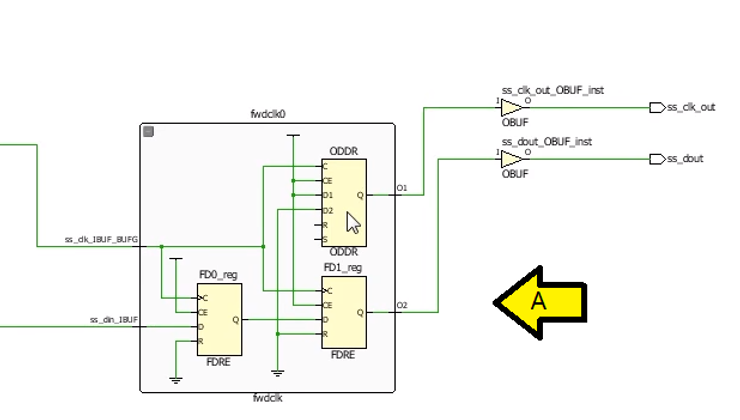 ss_clk_out_OBUF_inst
I O
OBUF
ss_clk_out
fwdclk0
ss_dout_OBUF_inst
I O
OBUF
ss_dout
ODDR
C
CE
D1
D2
R
S
Q
O1
ODDR
ss_clk_IBUF_BUFG
FD0_reg
C
CE
D
R
Q
FDRE
ss_din_IBUF
FD1_reg
C
CE
D
R
Q
O2
FDRE
A
fwdclk